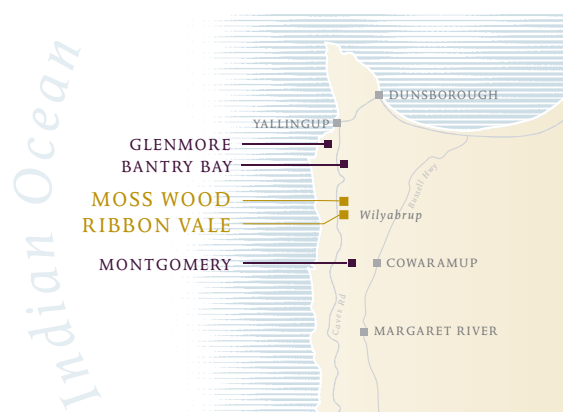 DUNSBOROUGH
YALLINGUP
GLENMORE
BANTRY BAY
Bussell Hwy
MOSS WOOD
Wilyabrup
RIBBON VALE
MONTGOMERY
COWARAMUP
Caves Rd
MARGARET RIVER
Indian Ocean